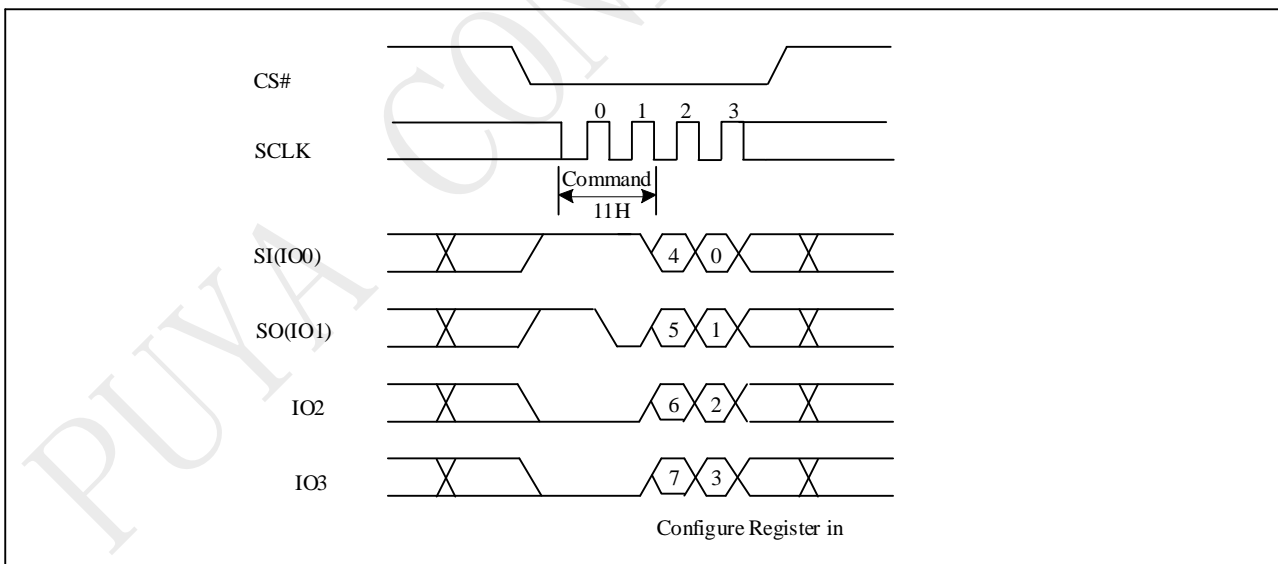 CS#
0 1 2 3
SCLK
Command
11H
SI(IO0) 4 0
SO(IO1) 5 1
IO2 6 2
IO3 7 3
Configure Register in
PUYA